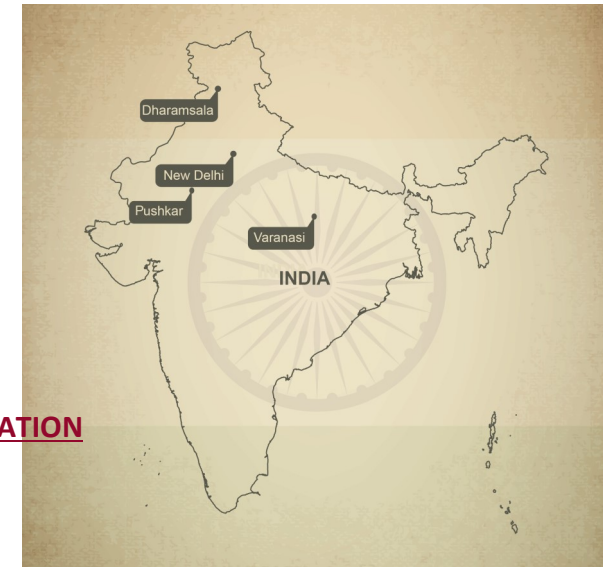 Dharamsala
New Delhi
Pushkar
Varanasi
INDIA
ATION